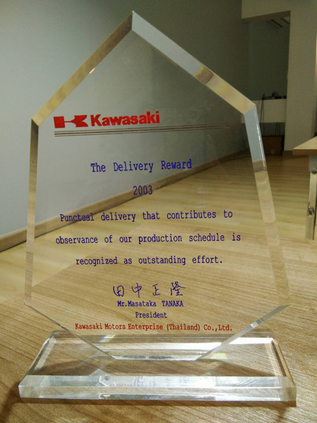 Kawasaki
The Delivery Reward
2003
Punctual delivery that contributes to
observance of our production schedule is
recognized as outstanding effort.
田中正隆
Mr.Masataka TANAKA
President
Kawasaki Motors Enterprise (Thailand) Co.,Ltd.